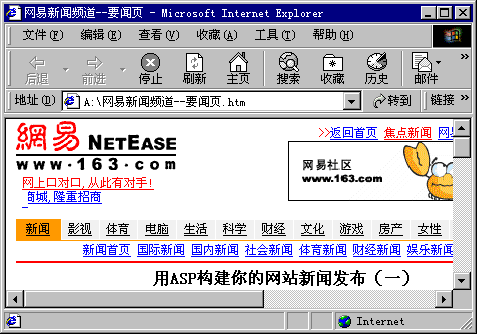 网易新闻频道--要闻页 - Microsoft Internet Explorer
文件(F) 编辑(E) 查看(V) 收藏(A) 工具(T) 帮助(H)
后退 前进 停止 刷新 主页 搜索 收藏 历史 邮件
地址(D) A:\网易新闻频道--要闻页.htm 转到 链接
網易 NETEASE
www.163.com
>>返回首页 焦点新闻
网易社区
www.163.com
网上口对口,从此有对手!
商城,隆重招商
新闻 影视 体育 电脑 生活 科学 财经 文化 游戏 房产 女性
新闻首页 国际新闻 国内新闻 社会新闻 体育新闻 财经新闻 娱乐新闻
用ASP构建你的网站新闻发布(一)
Internet